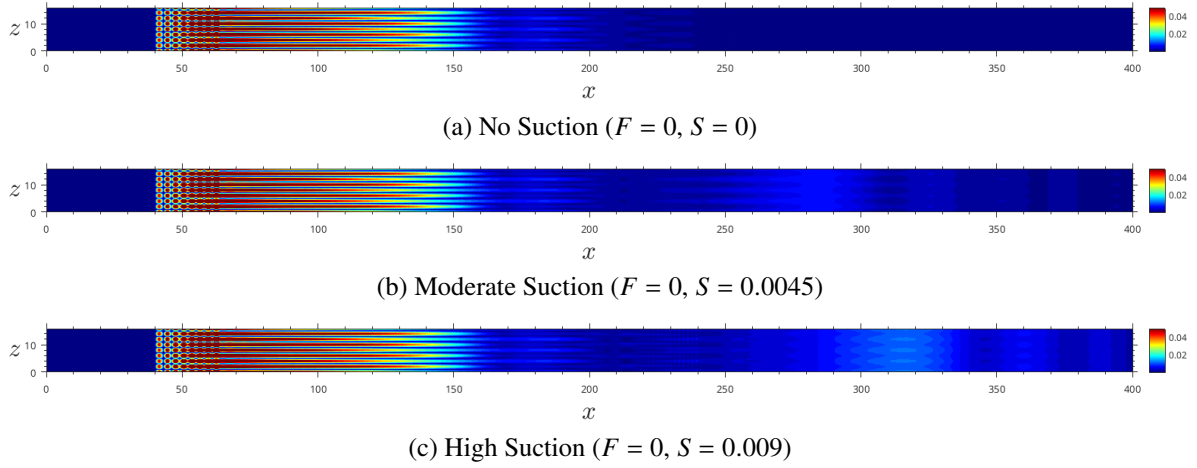 z
10
0
0.04
0.02
0 50 100 150 200 250 300 350 400
x
(a) No Suction (F = 0, S = 0)
z
10
0
0.04
0.02
0 50 100 150 200 250 300 350 400
x
(b) Moderate Suction (F = 0, S = 0.0045)
z
10
0
0.04
0.02
0 50 100 150 200 250 300 350 400
x
(c) High Suction (F = 0, S = 0.009)